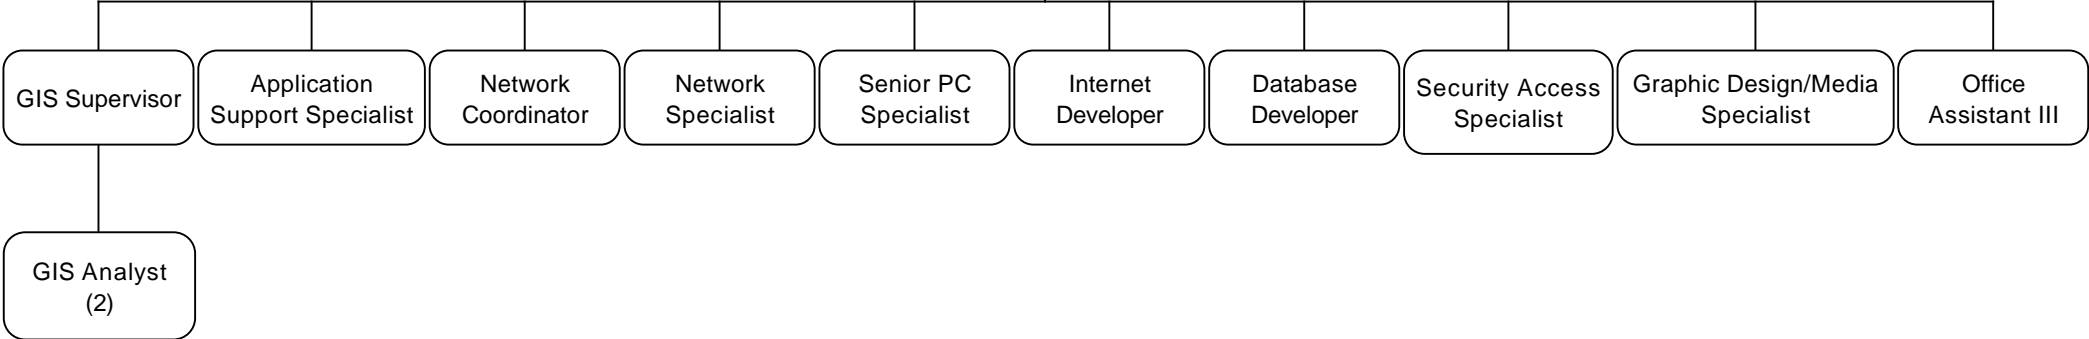 GIS Supervisor
Application
Support Specialist
Network
Coordinator
Network
Specialist
Senior PC
Specialist
Internet
Developer
Database
Developer
Security Access
Specialist
Graphic Design/Media
Specialist
Office
Assistant III
GIS Analyst
(2)